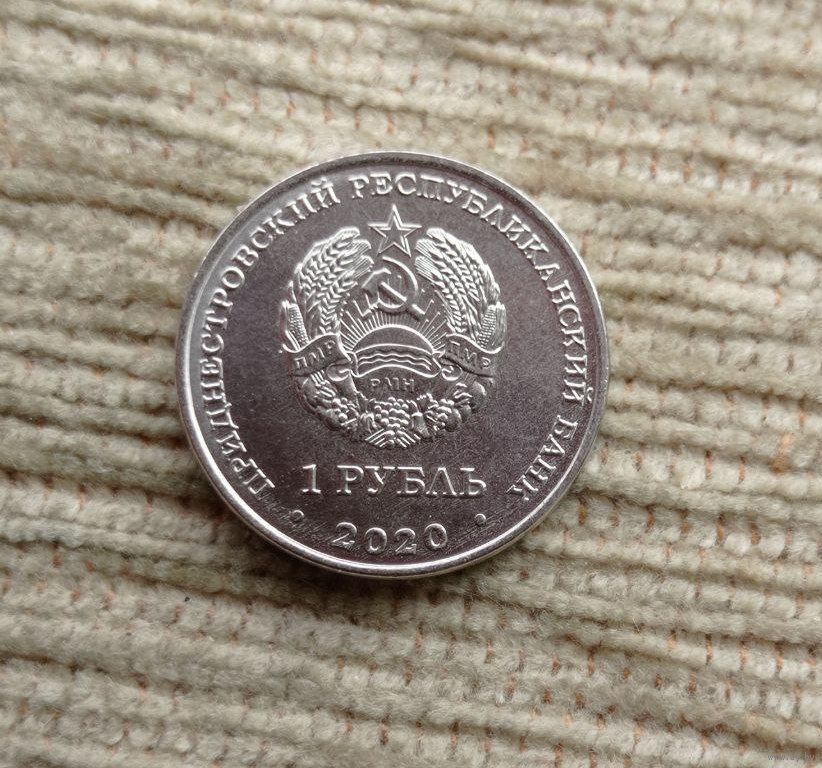 ПРИДНЕСТРОВСКИЙ РЕСПУБЛИКАНСКИЙ БАНК
ПМР ПМР
РМН
1 РУБЛЬ
• 2020 •